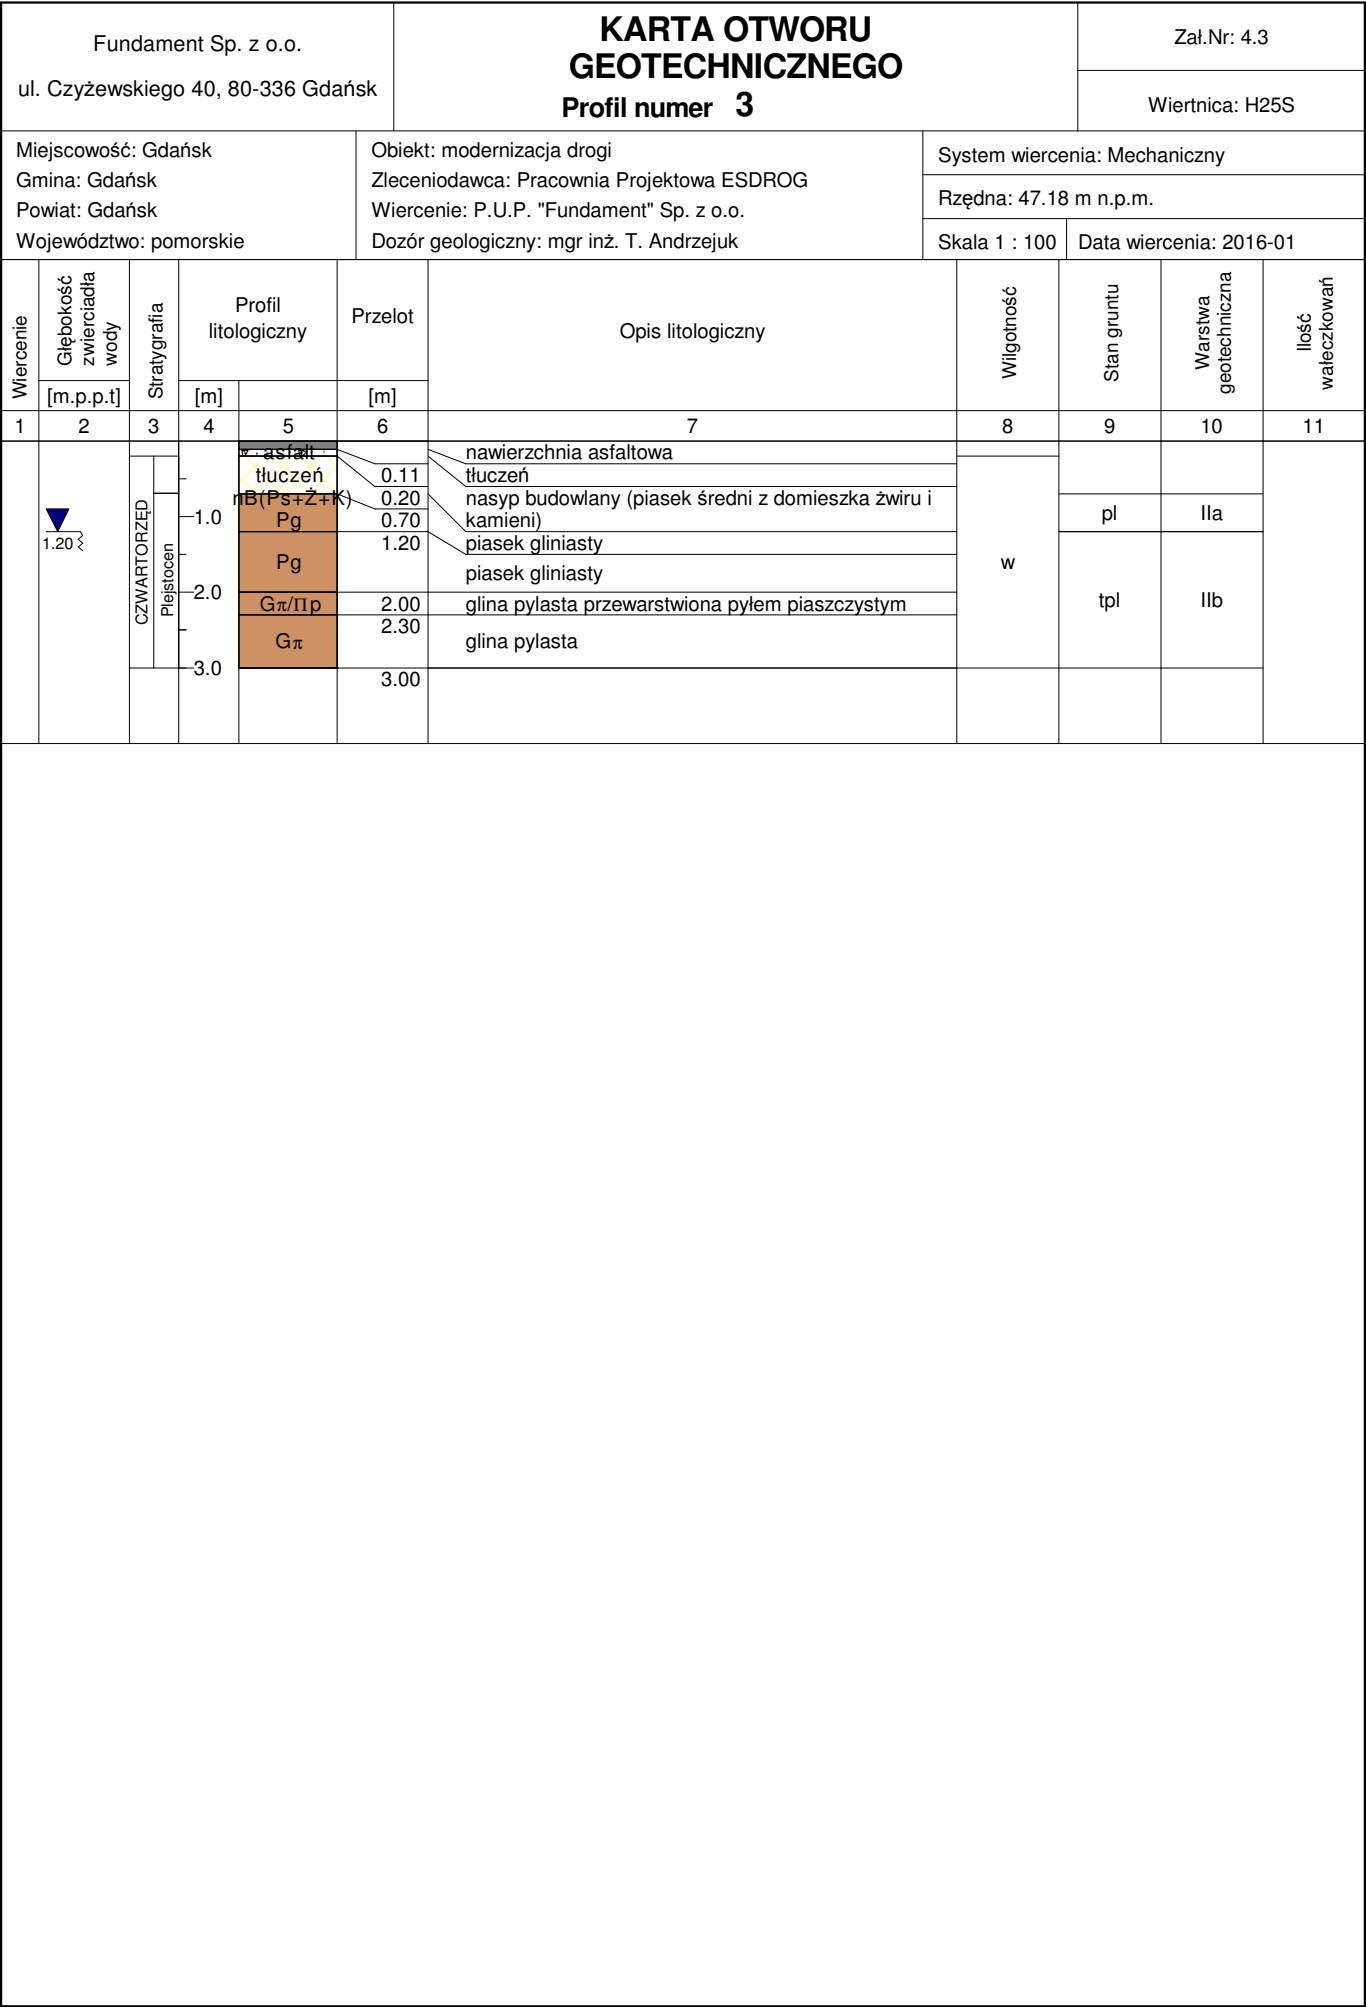 Fundament Sp. z o.o.
ul. Czyżewskiego 40, 80-336 Gdańsk
KARTA OTWORU
GEOTECHNICZNEGO
Profil numer 3
Zał.Nr: 4.3
Wiertnica: H25S
Miejscowość: Gdańsk
Gmina: Gdańsk
Powiat: Gdańsk
Województwo: pomorskie
Obiekt: modernizacja drogi
Zleceniodawca: Pracownia Projektowa ESDROG
Wiercenie: P.U.P. "Fundament" Sp. z o.o.
Dozór geologiczny: mgr inż. T. Andrzejuk
System wiercenia: Mechaniczny
Rzędna: 47.18 m n.p.m.
Skala 1 : 100
Data wiercenia: 2016-01
Wiercenie
Głębokość
zwierciadła
wody
[m.p.p.t]
Stratygrafia
Profil
litologiczny
[m]
Przelot
[m]
Opis litologiczny
Wilgotność
Stan gruntu
Warstwa
geotechniczna
Ilość
wałeczkowań
1 2 3 4 5 6 7 8 9 10 11
1.20
CZWARTORZĘD
Plejstocen
1.0
2.0
3.0
asfalt
tłuczeń
nB(Ps+Ż+K)
Pg
Pg
Gπ/Πp
Gπ
0.11
0.20
0.70
1.20
2.00
2.30
3.00
nawierzchnia asfaltowa
tłuczeń
nasyp budowlany (piasek średni z domieszka żwiru i
kamieni)
piasek gliniasty
piasek gliniasty
glina pylasta przewarstwiona pyłem piaszczystym
glina pylasta
w
pl
tpl
IIa
IIb